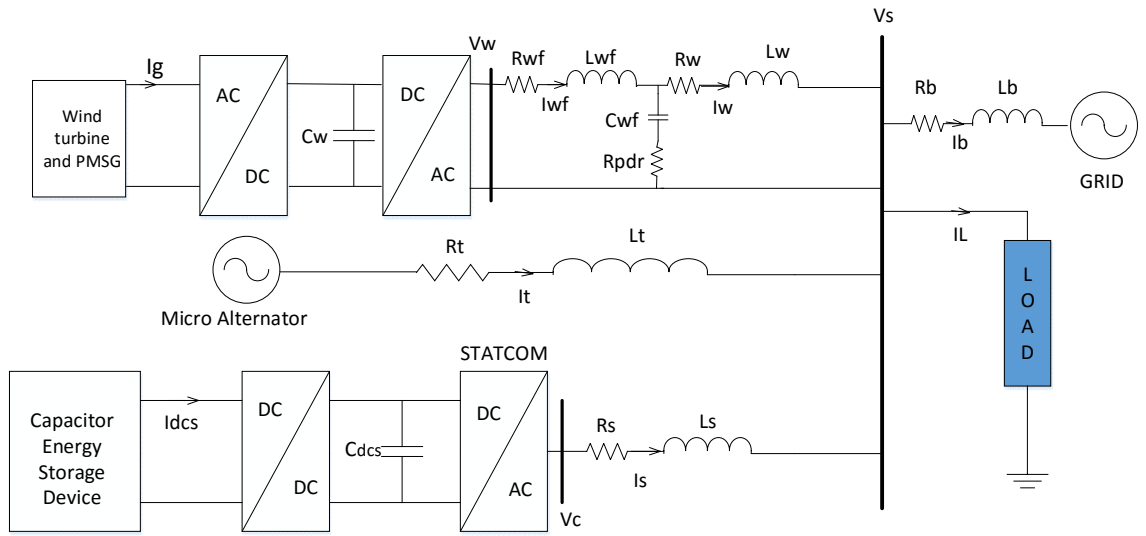 Vs
Vw
Rwf
Lwf
Rw
Lw
Ig
Iwf
Iw
Wind
turbine
and PMSG
AC
DC
Cw
DC
AC
Cwf
Rpdr
Rb
Lb
Ib
GRID
IL
LOAD
Rt
Lt
It
Micro Alternator
STATCOM
Capacitor
Energy
Storage
Device
Idcs
DC
DC
Cdcs
DC
AC
Rs
Ls
Is
Vc